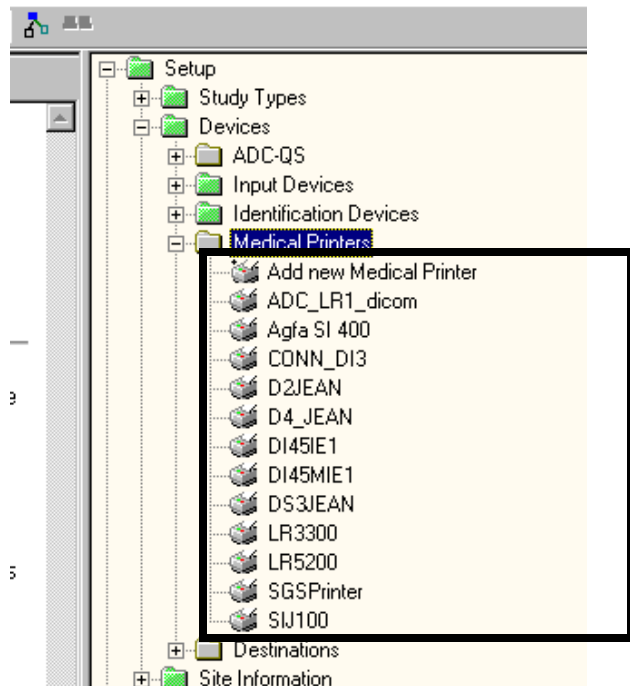 Setup
Study Types
Devices
ADC-QS
Input Devices
Identification Devices
Medical Printers
Add new Medical Printer
ADC_LR1_dicom
Agfa SI 400
CONN_DI3
D2JEAN
D4_JEAN
DI45IE1
DI45MIE1
DS3JEAN
LR3300
LR5200
SGSPrinter
SIJ100
Destinations
Site Information